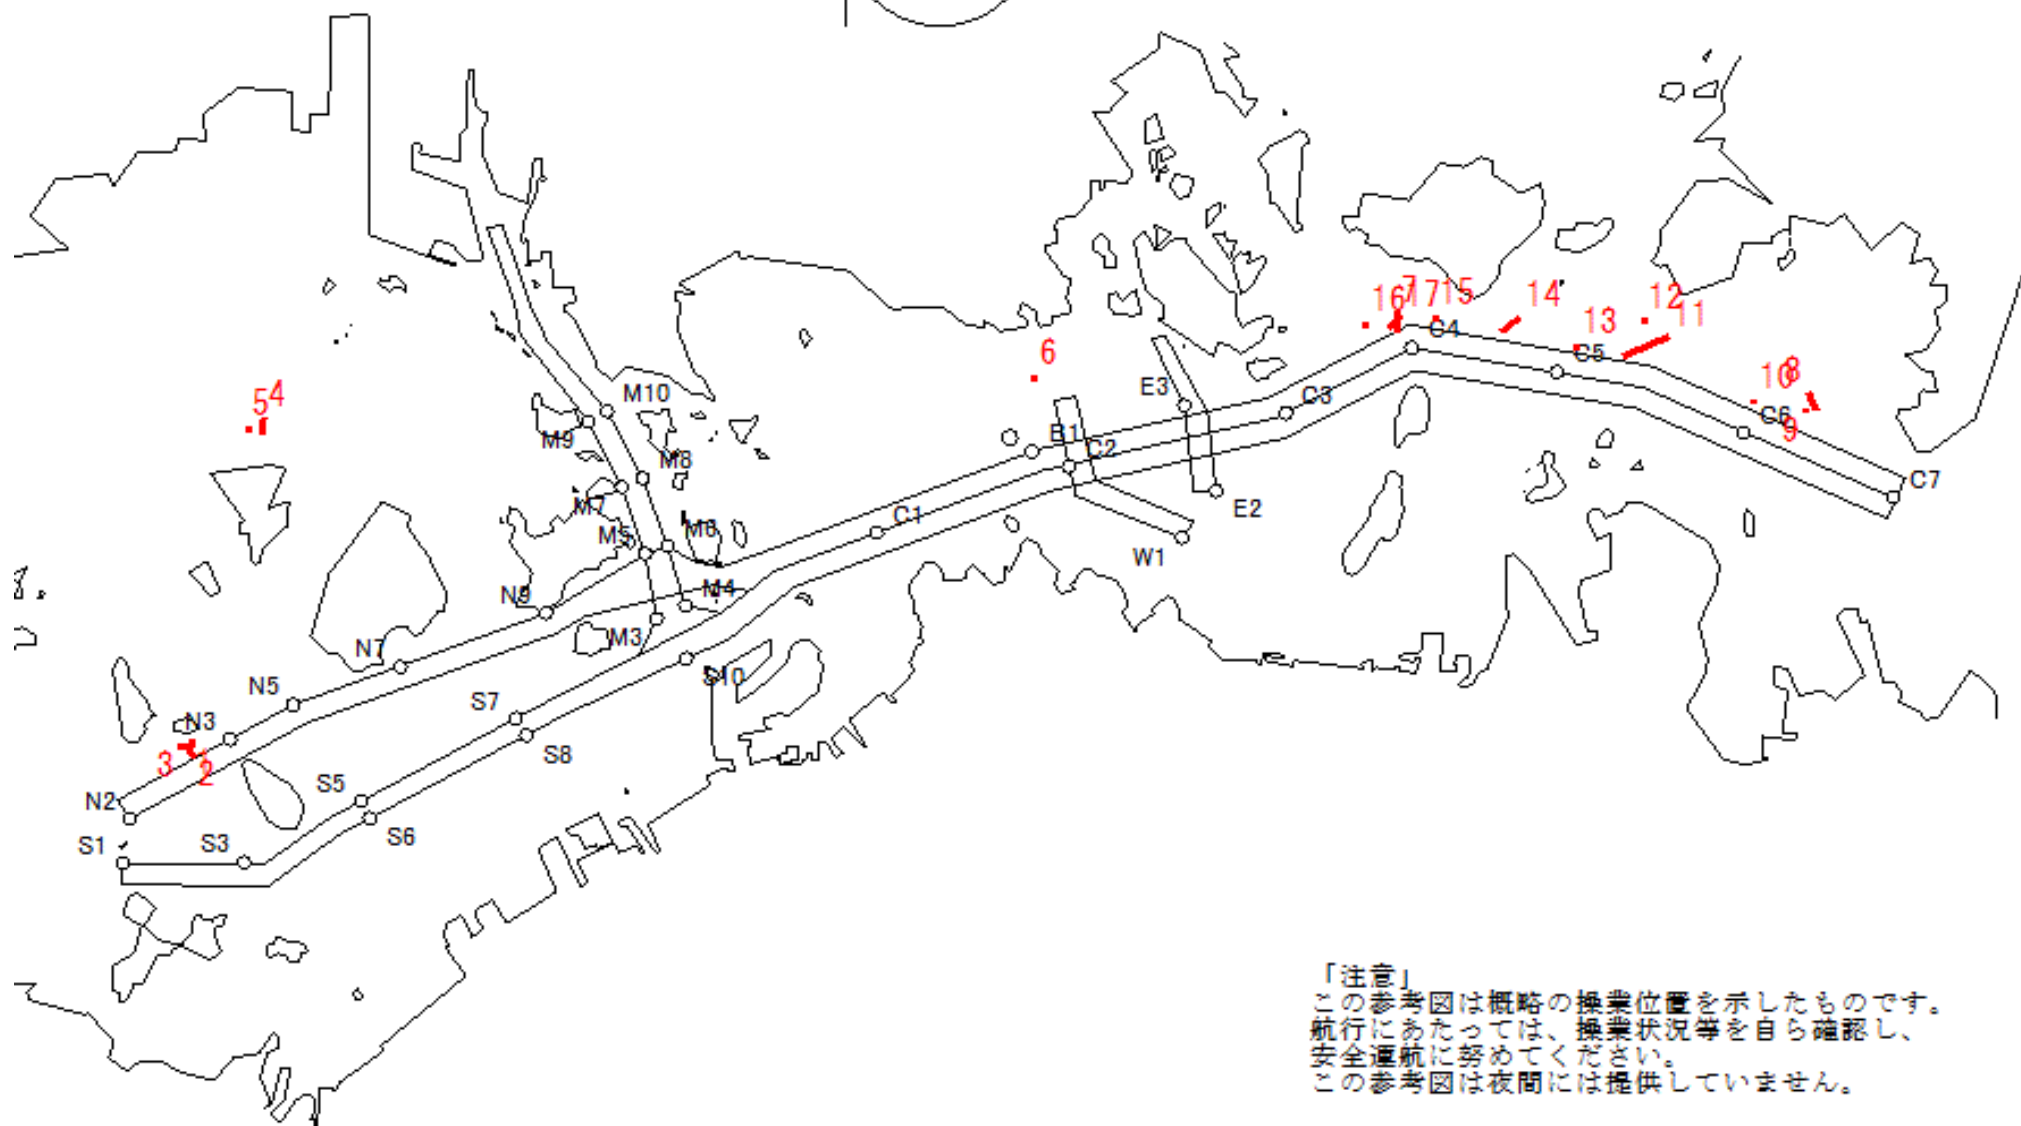 16
7
17
15
14
12
11
13
C4
C5
6
10
8
C6
9
E3
C3
5
4
M10
M9
B1
C2
M8
C7
M7
E2
C1
M5
M6
W1
N9
M4
M3
N7
S10
N5
S7
N3
S8
3
1
2
N2
S5
S6
S1
S3
「注意」
この参考図は概略の操業位置を示したものです。
航行にあたっては、操業状況等を自ら確認し、
安全運航に努めてください。
この参考図は夜間には提供していません。